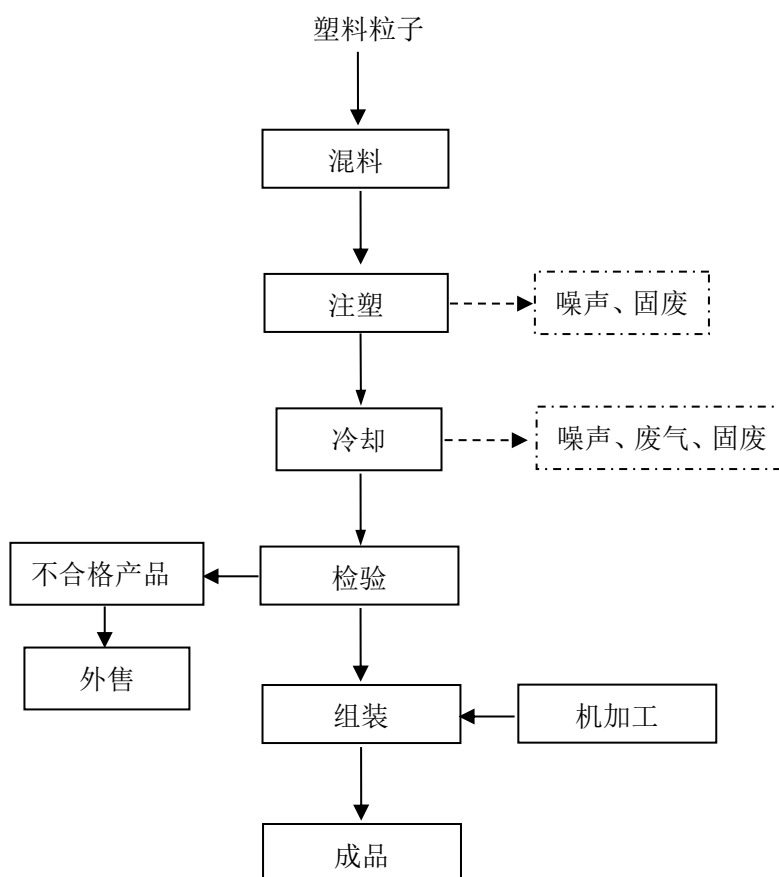 塑料粒子
混料
注塑
噪声、固废
冷却
噪声、废气、固废
不合格产品
检验
外售
组装
机加工
成品